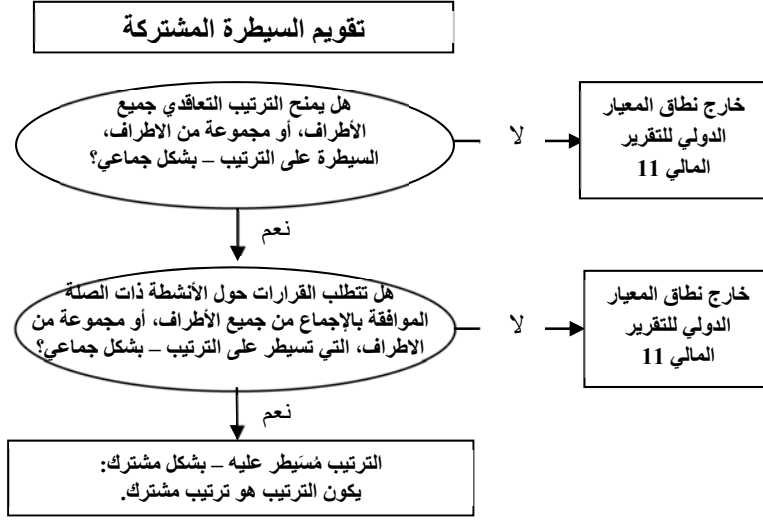 تقويم السيطرة المشتركة
هل يمنح الترتيب التعاقدي جميع
الأطراف، أو مجموعة من الاطراف،
السيطرة على الترتيب – بشكل جماعي؟
لا
خارج نطاق المعيار
الدولي للتقرير
المالي 11
نعم
هل تتطلب القرارات حول الأنشطة ذات الصلة
الموافقة بالإجماع من جميع الأطراف، أو مجموعة من
الاطراف، التي تسيطر على الترتيب – بشكل جماعي؟
لا
خارج نطاق المعيار
الدولي للتقرير
المالي 11
نعم
الترتيب مُسَيطر عليه – بشكل مشترك:
يكون الترتيب هو ترتيب مشترك.